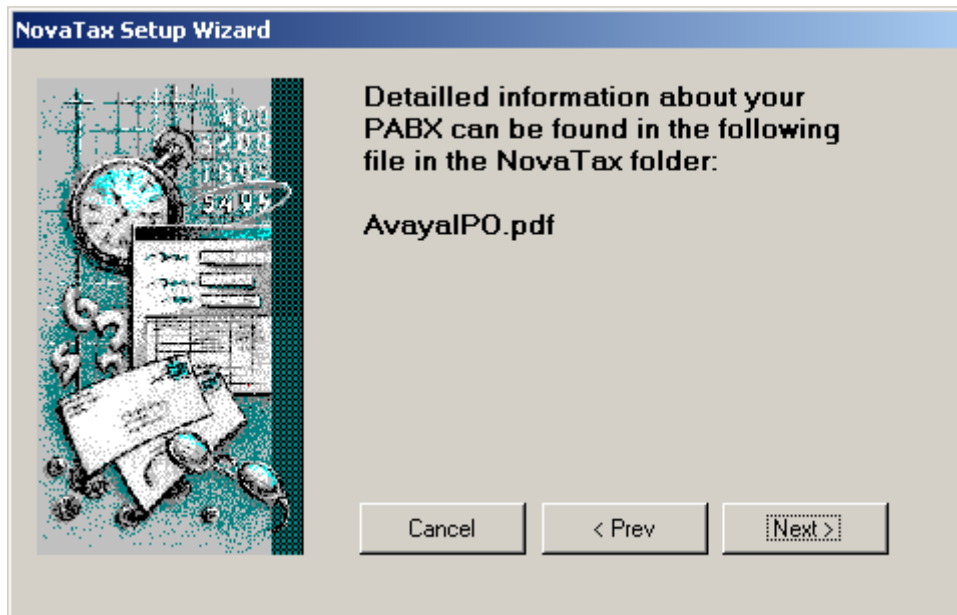 NovaTax Setup Wizard
Detailled information about your
PABX can be found in the following
file in the NovaTax folder:
AvayaIPO.pdf
5495
Cancel
< Prev
Next >